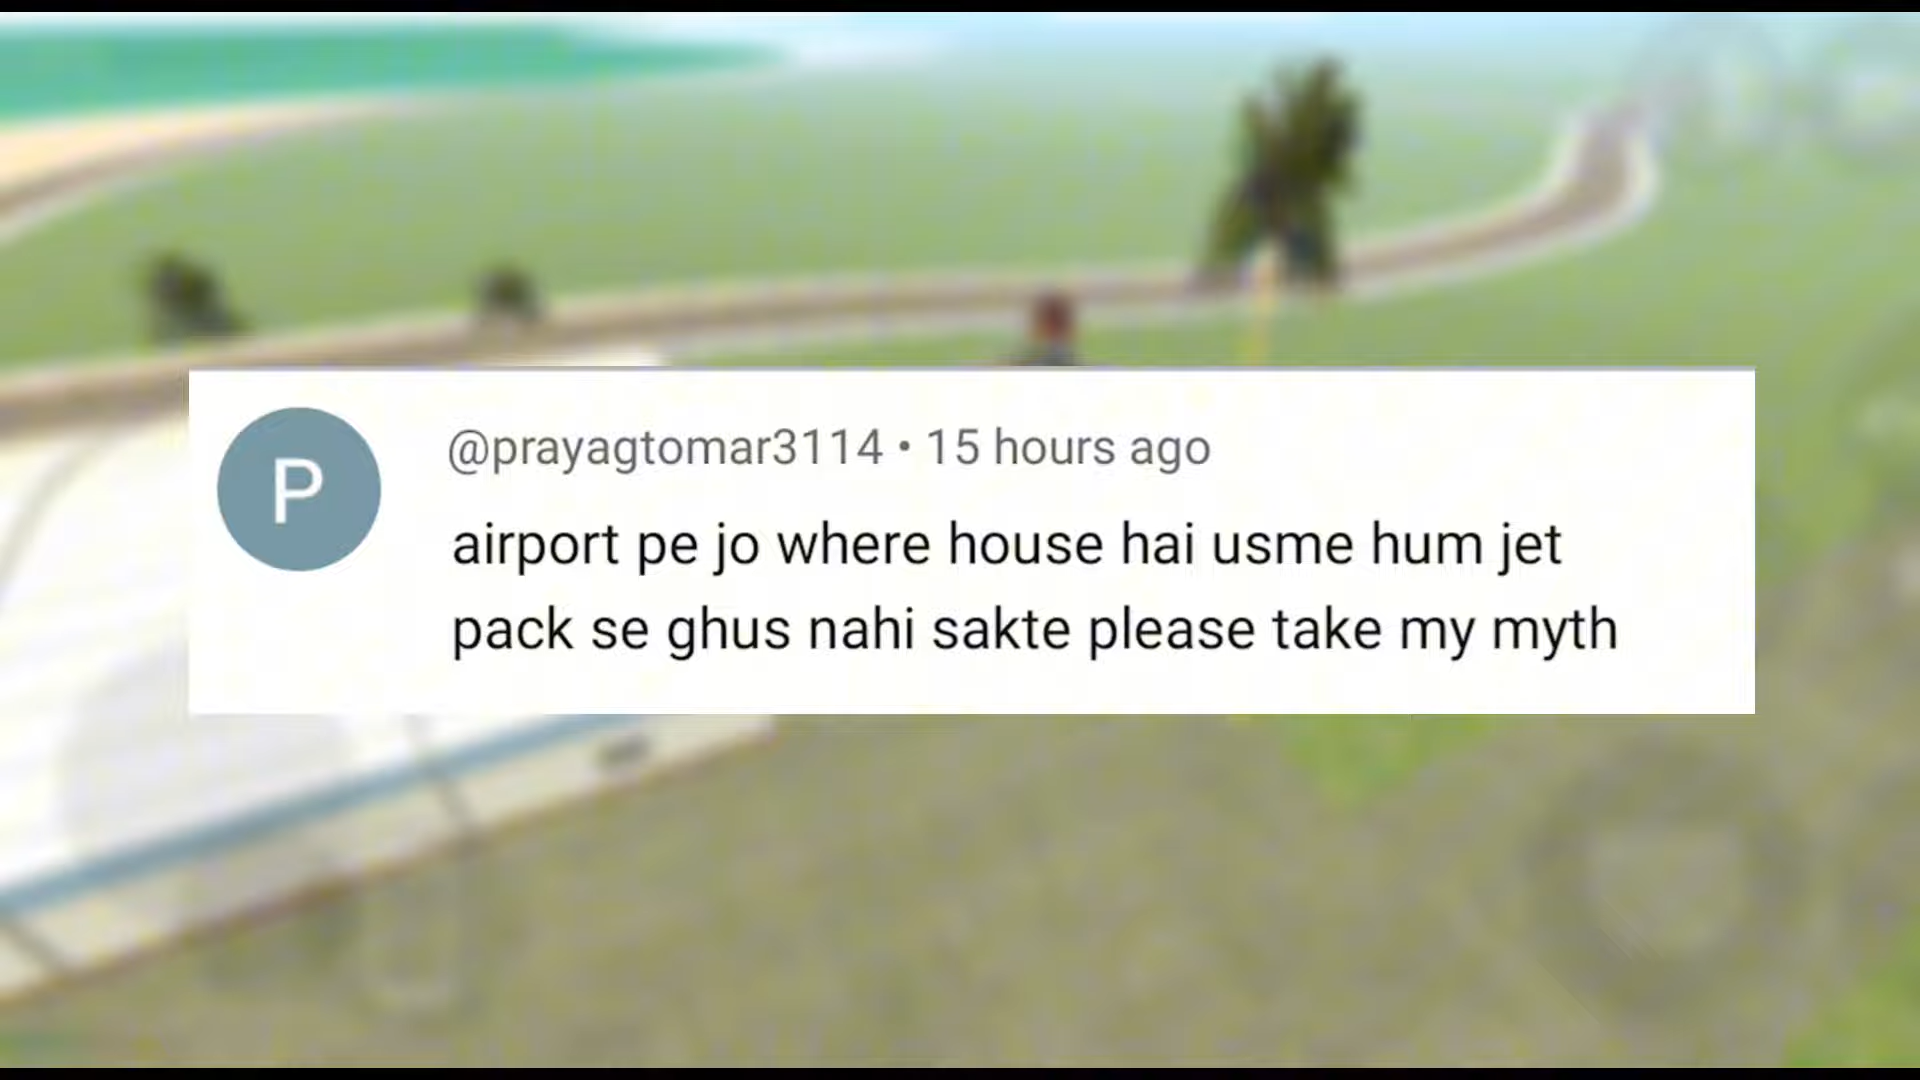 P
@prayagtomar3114 • 15 hours ago
airport pe jo where house hai usme hum jet
pack se ghus nahi sakte please take my myth